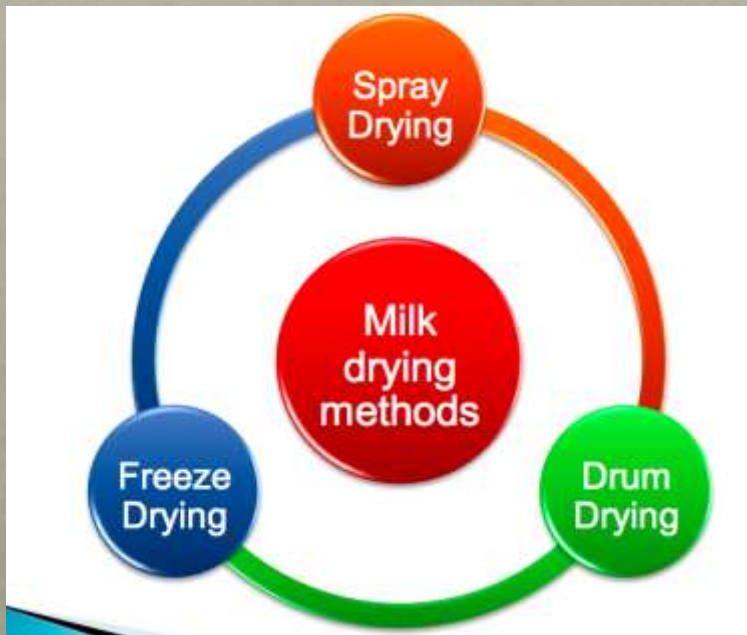 Spray
Drying
Milk
drying
methods
Freeze
Drying
Drum
Drying